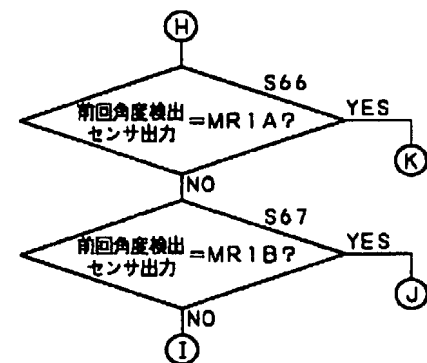 H
S66
前回角度検出
センサ出力
=MR1A?
YES
K
NO
S67
前回角度検出
センサ出力
=MR1B?
YES
J
NO
I